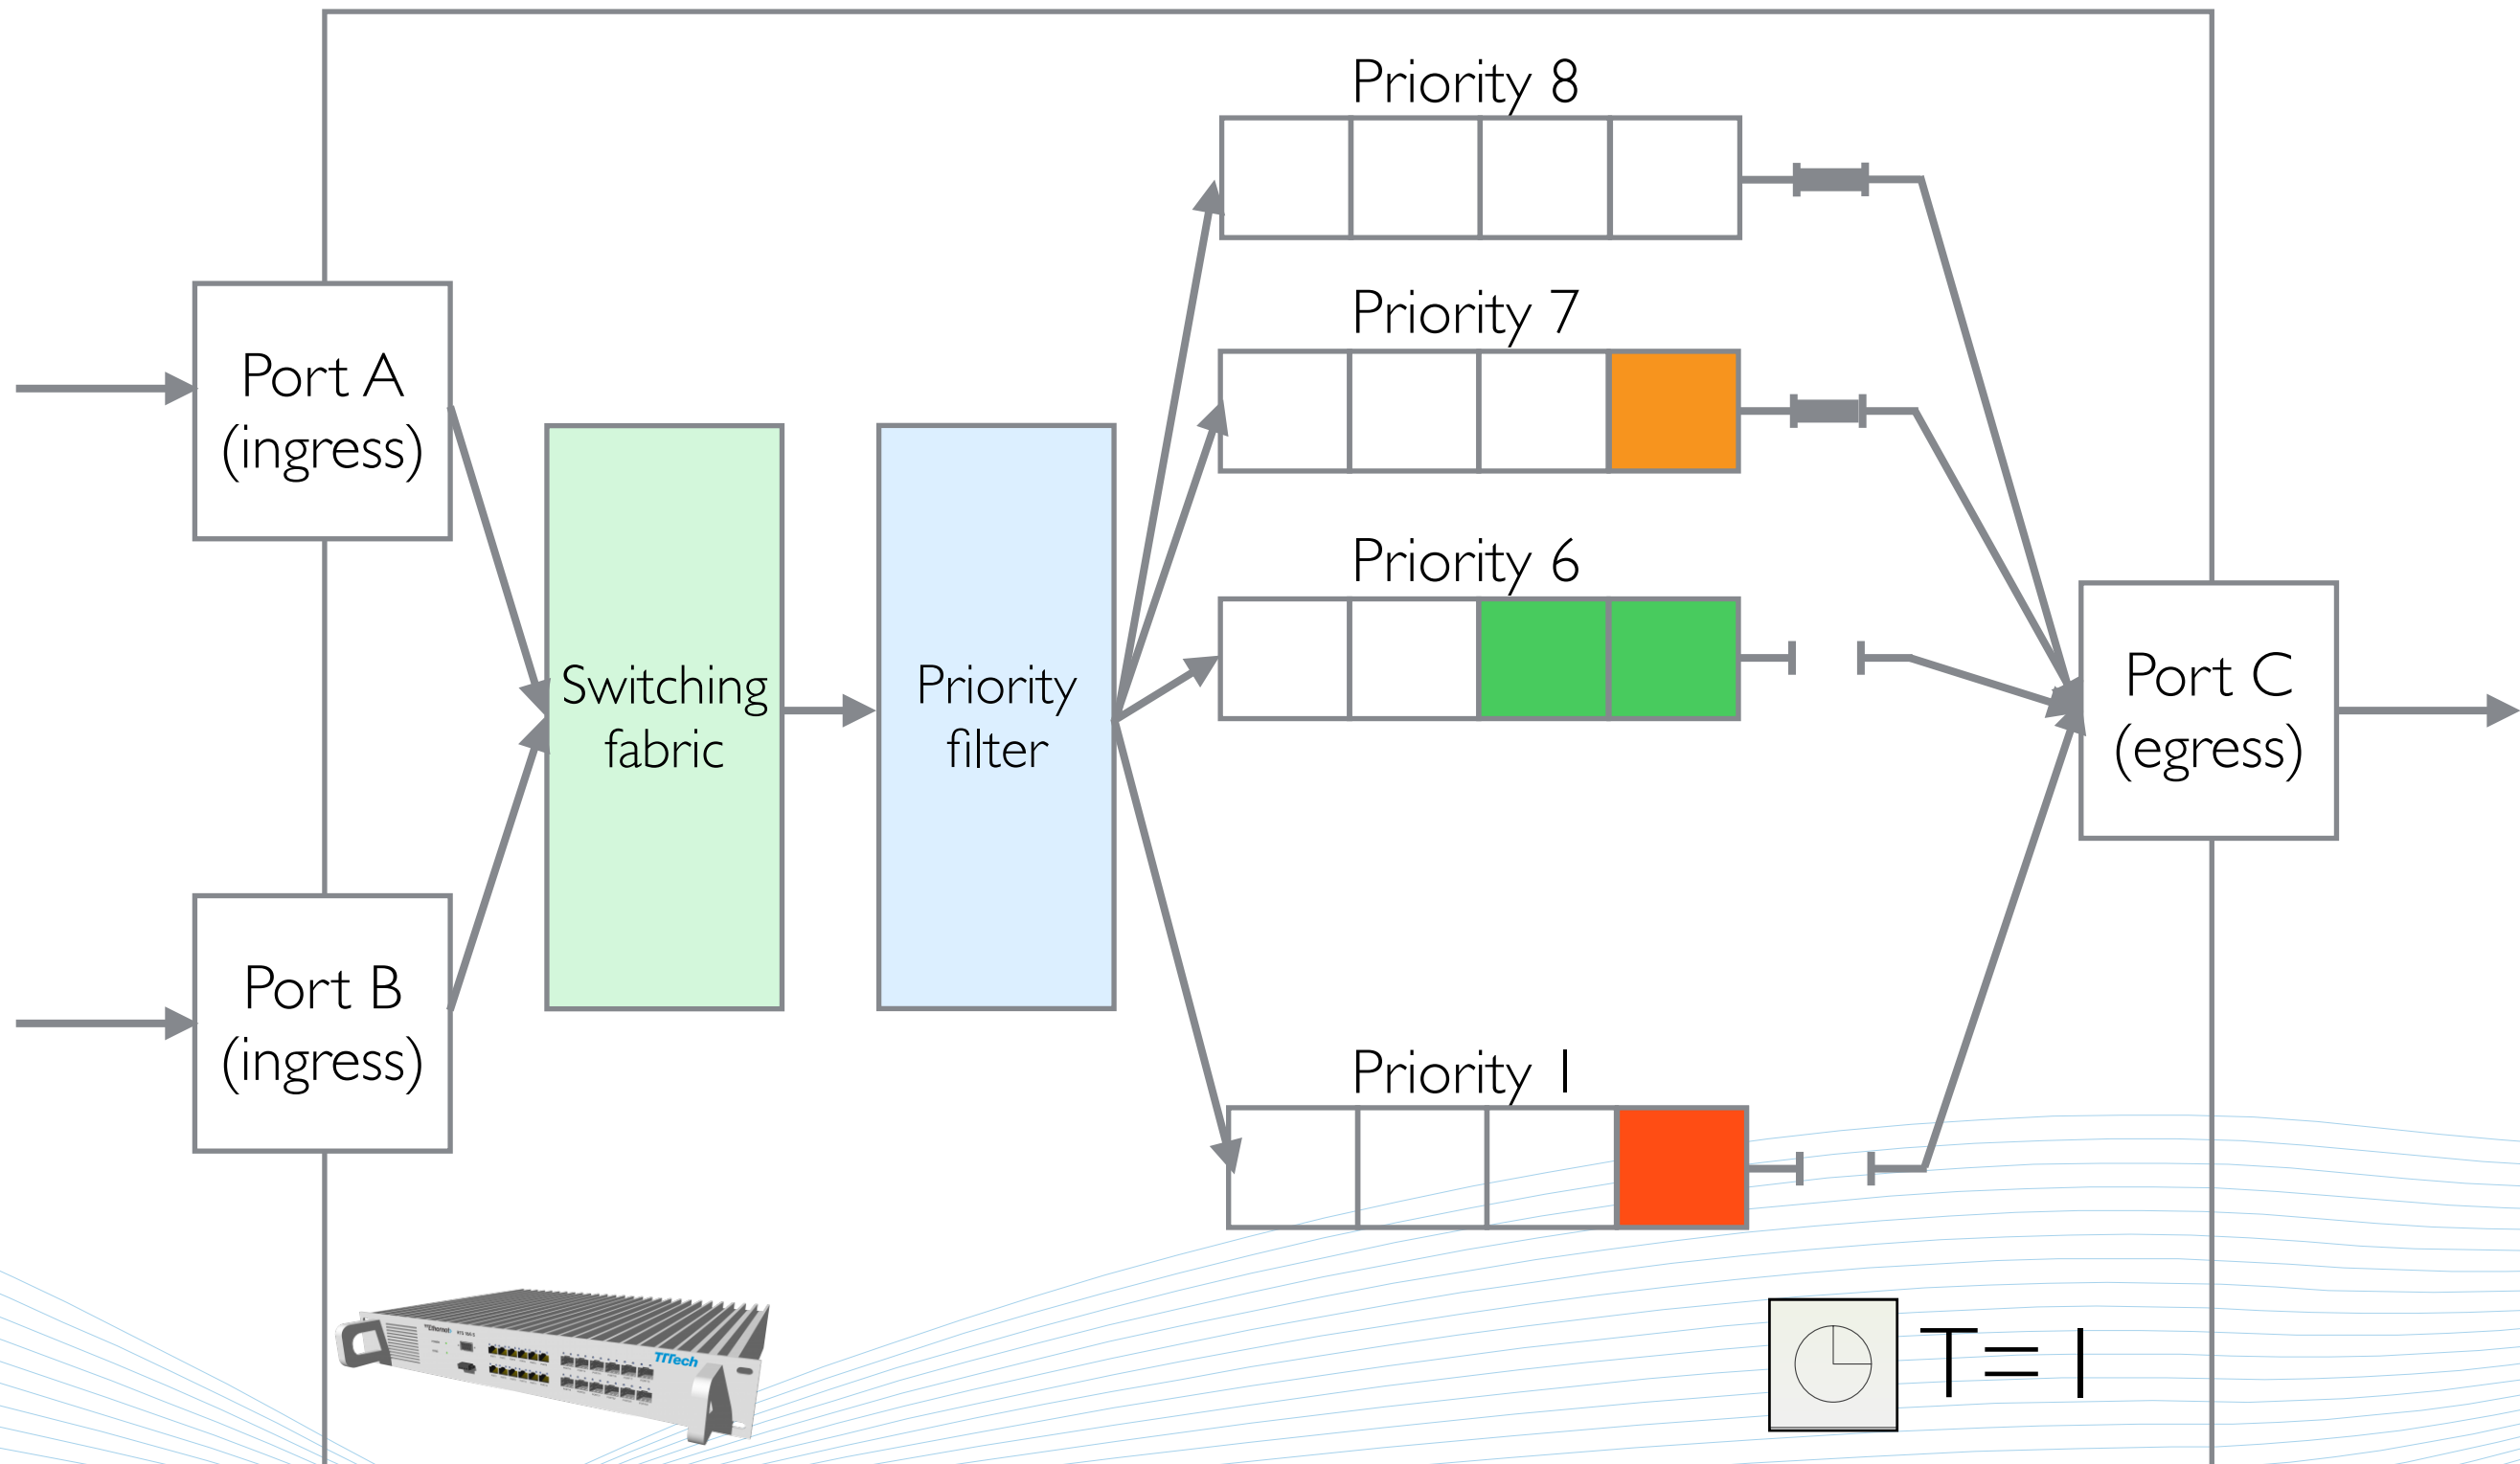 Priority 8
Priority 7
Port A
(ingress)
Priority 6
Switching
fabric
Priority
filter
Port C
(egress)
Port B
(ingress)
Priority 1
TTTech
T=1